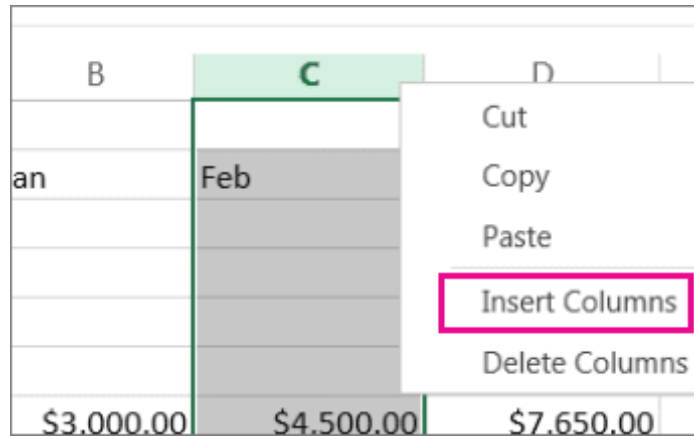 B C D
Cut
an Feb Copy
Paste
Insert Columns
Delete Columns
$3,000.00 $4,500.00 $7,650.00